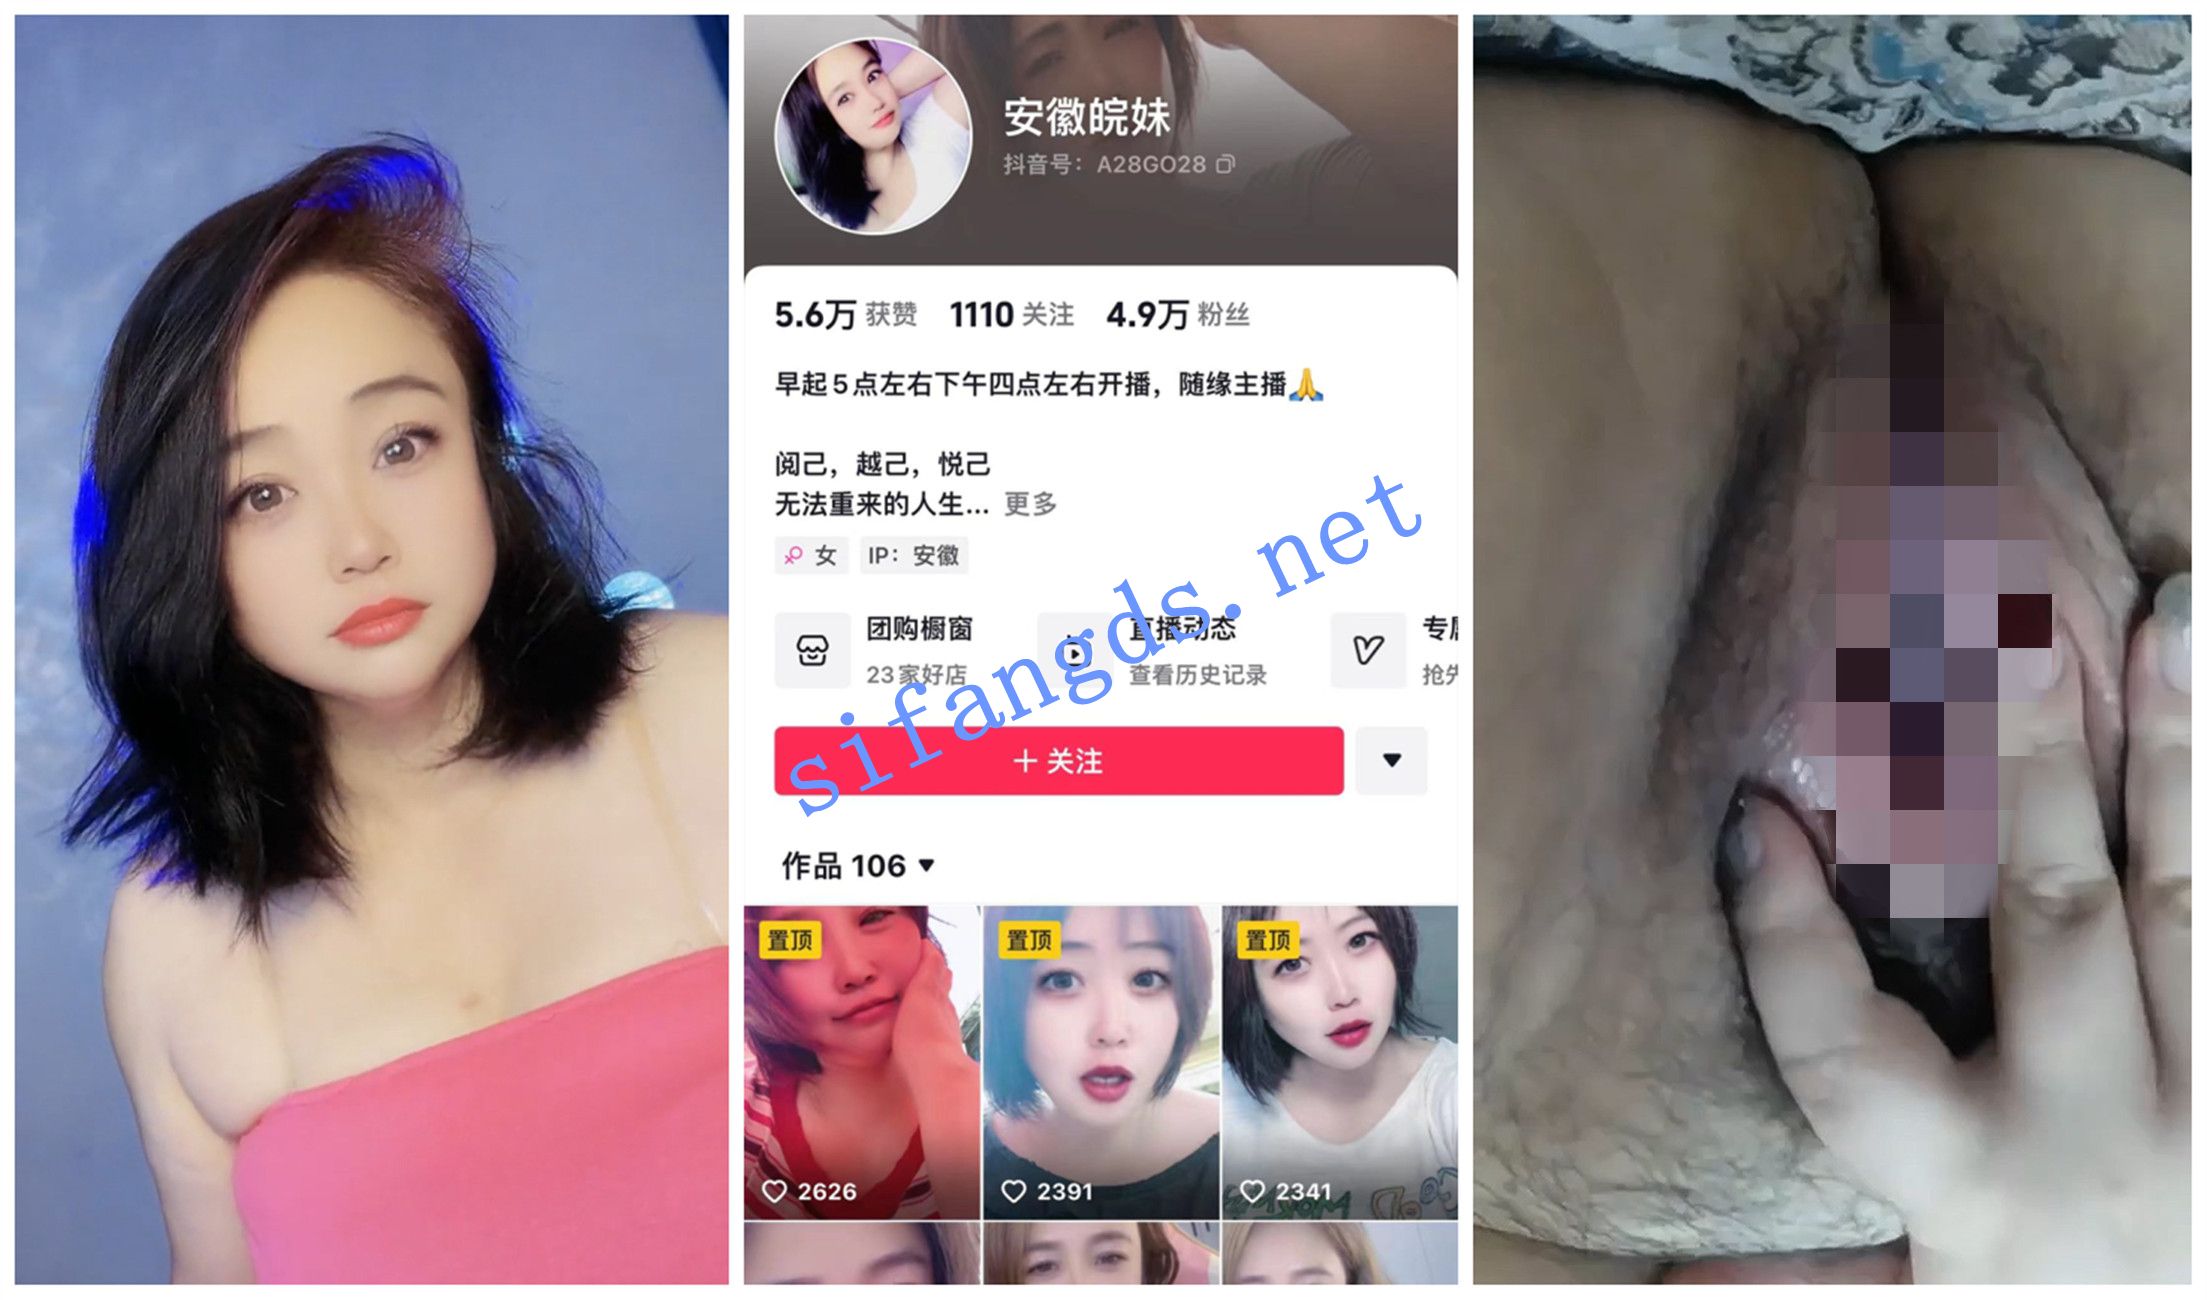 安徽皖妹
抖音号：A28GO28
5.6万 获赞 1110 关注 4.9万 粉丝
早起5点左右下午四点左右开播，随缘主播🙏
阅己，越己，悦己
无法重来的人生... 更多
女 IP：安徽
团购橱窗
23家好店
直播动态
查看历史记录
专
抢
sifangds.net
+ 关注
作品 106
置顶 置顶 置顶
2626 2391 2341